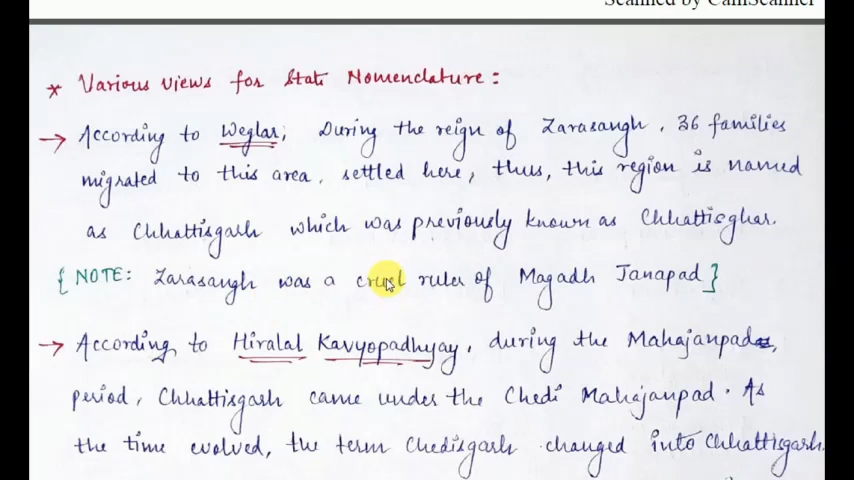 Scanned by CamScanner
* Various views for State Nomenclature:
→ According to Weglar, During the reign of Zarasangh, 36 families
migrated to this area, settled here, thus, this region is named
as Chhattisgarh which was previously known as Chhattisghar.
{NOTE: Zarasangh was a cruel ruler of Magadh Janapad}
→ According to Hiralal Kavyopadhyay, during the Mahajanpad,
period, Chhattisgarh came under the Chedi Mahajanpad. As
the time evolved, the term Chedisgarh changed into Chhattisgarh.